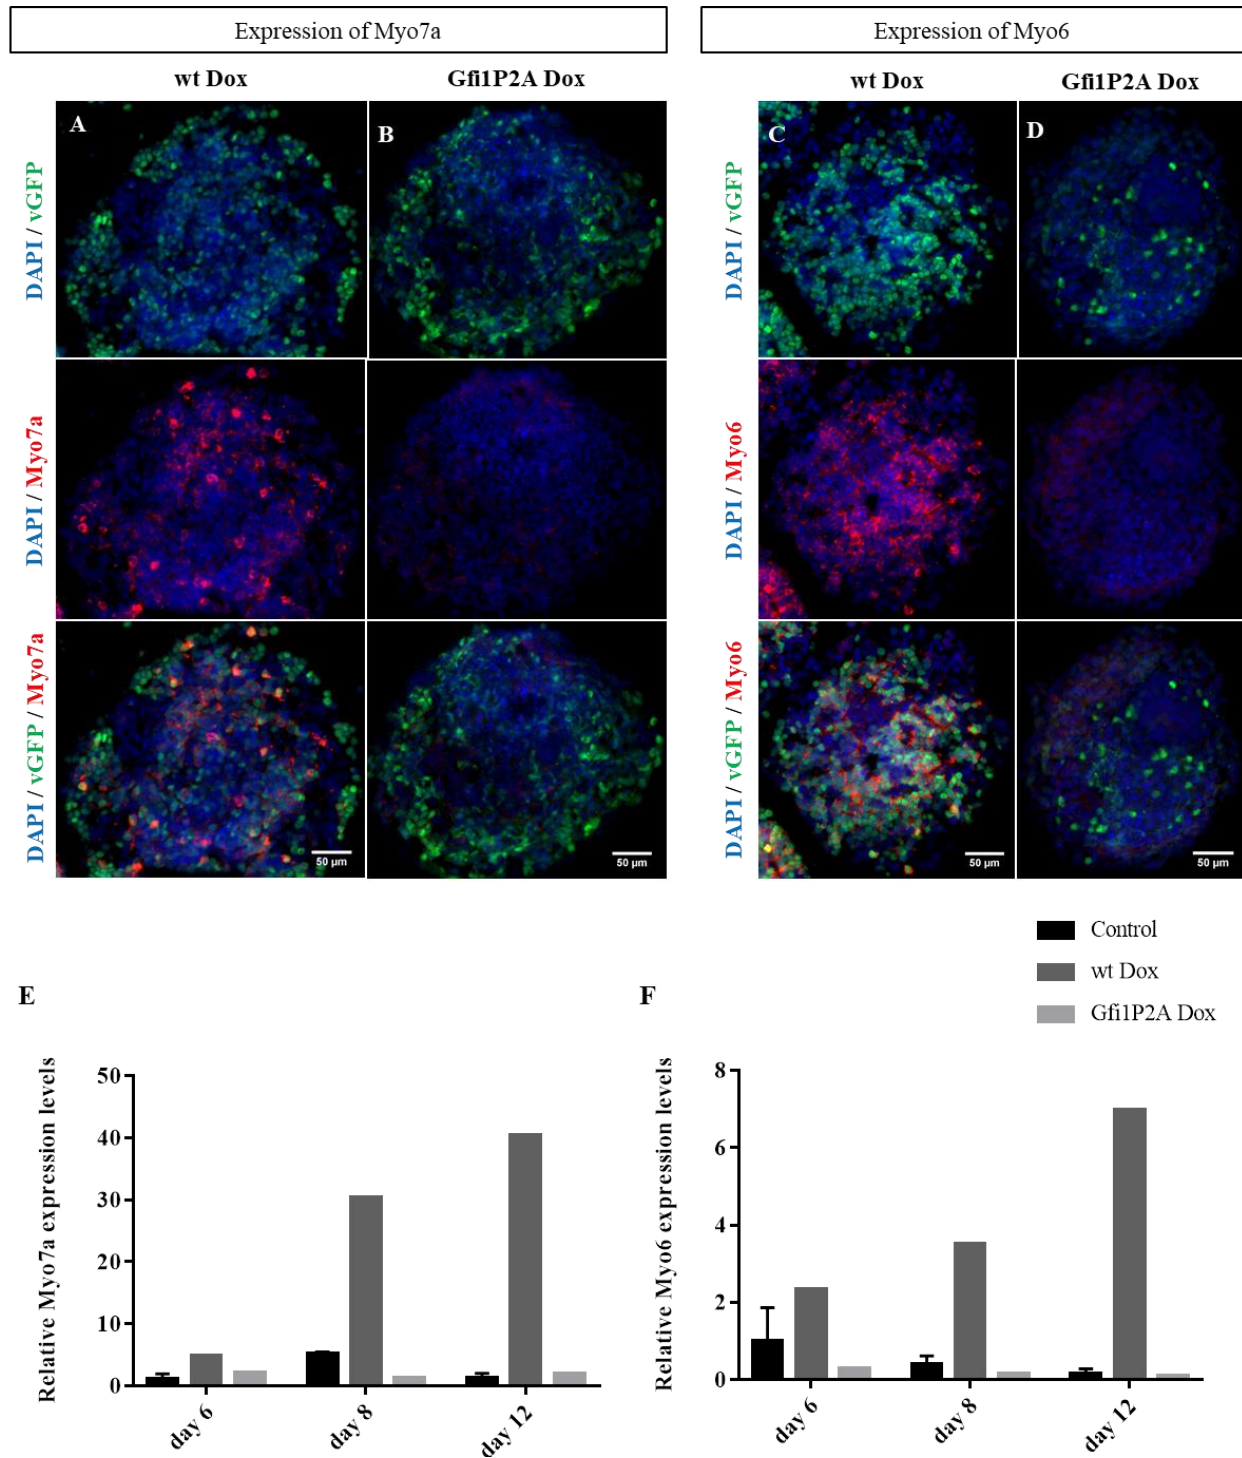 Expression of Myo7a
Expression of Myo6
wt Dox
Gfi1P2A Dox
wt Dox
Gfi1P2A Dox
A
B
C
D
DAPI / vGFP
DAPI / vGFP
DAPI / Myo7a
DAPI / Myo6
DAPI / vGFP / Myo7a
DAPI / vGFP / Myo6
50 µm
50 µm
50 µm
50 µm
Control
wt Dox
Gfi1P2A Dox
E
Relative Myo7a expression levels
50
40
30
20
10
0
day 6
day 8
day 12
F
Relative Myo6 expression levels
8
6
4
2
0
day 6
day 8
day 12